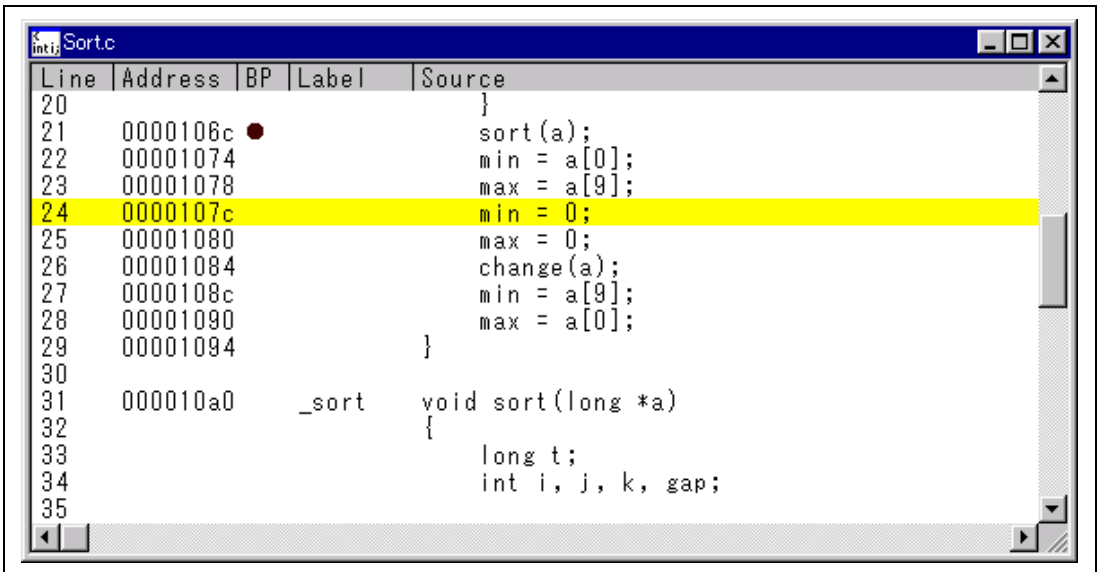 inti; Sort.c
Line Address BP Label Source
20 }
21 0000106c sort(a);
22 00001074 min = a[0];
23 00001078 max = a[9];
24 0000107c min = 0;
25 00001080 max = 0;
26 00001084 change(a);
27 0000108c min = a[9];
28 00001090 max = a[0];
29 00001094 }
30
31 000010a0 _sort void sort(long *a)
32 {
33 long t;
34 int i, j, k, gap;
35